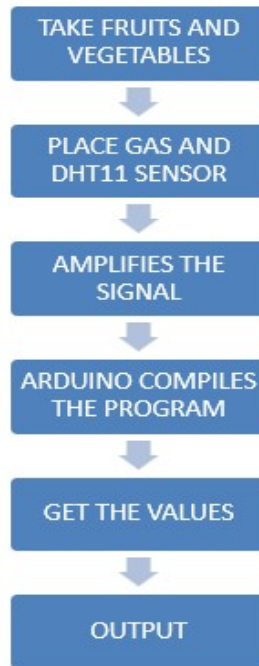 TAKE FRUITS AND
VEGETABLES
PLACE GAS AND
DHT11 SENSOR
AMPLIFIES THE
SIGNAL
ARDUINO COMPILES
THE PROGRAM
GET THE VALUES
OUTPUT